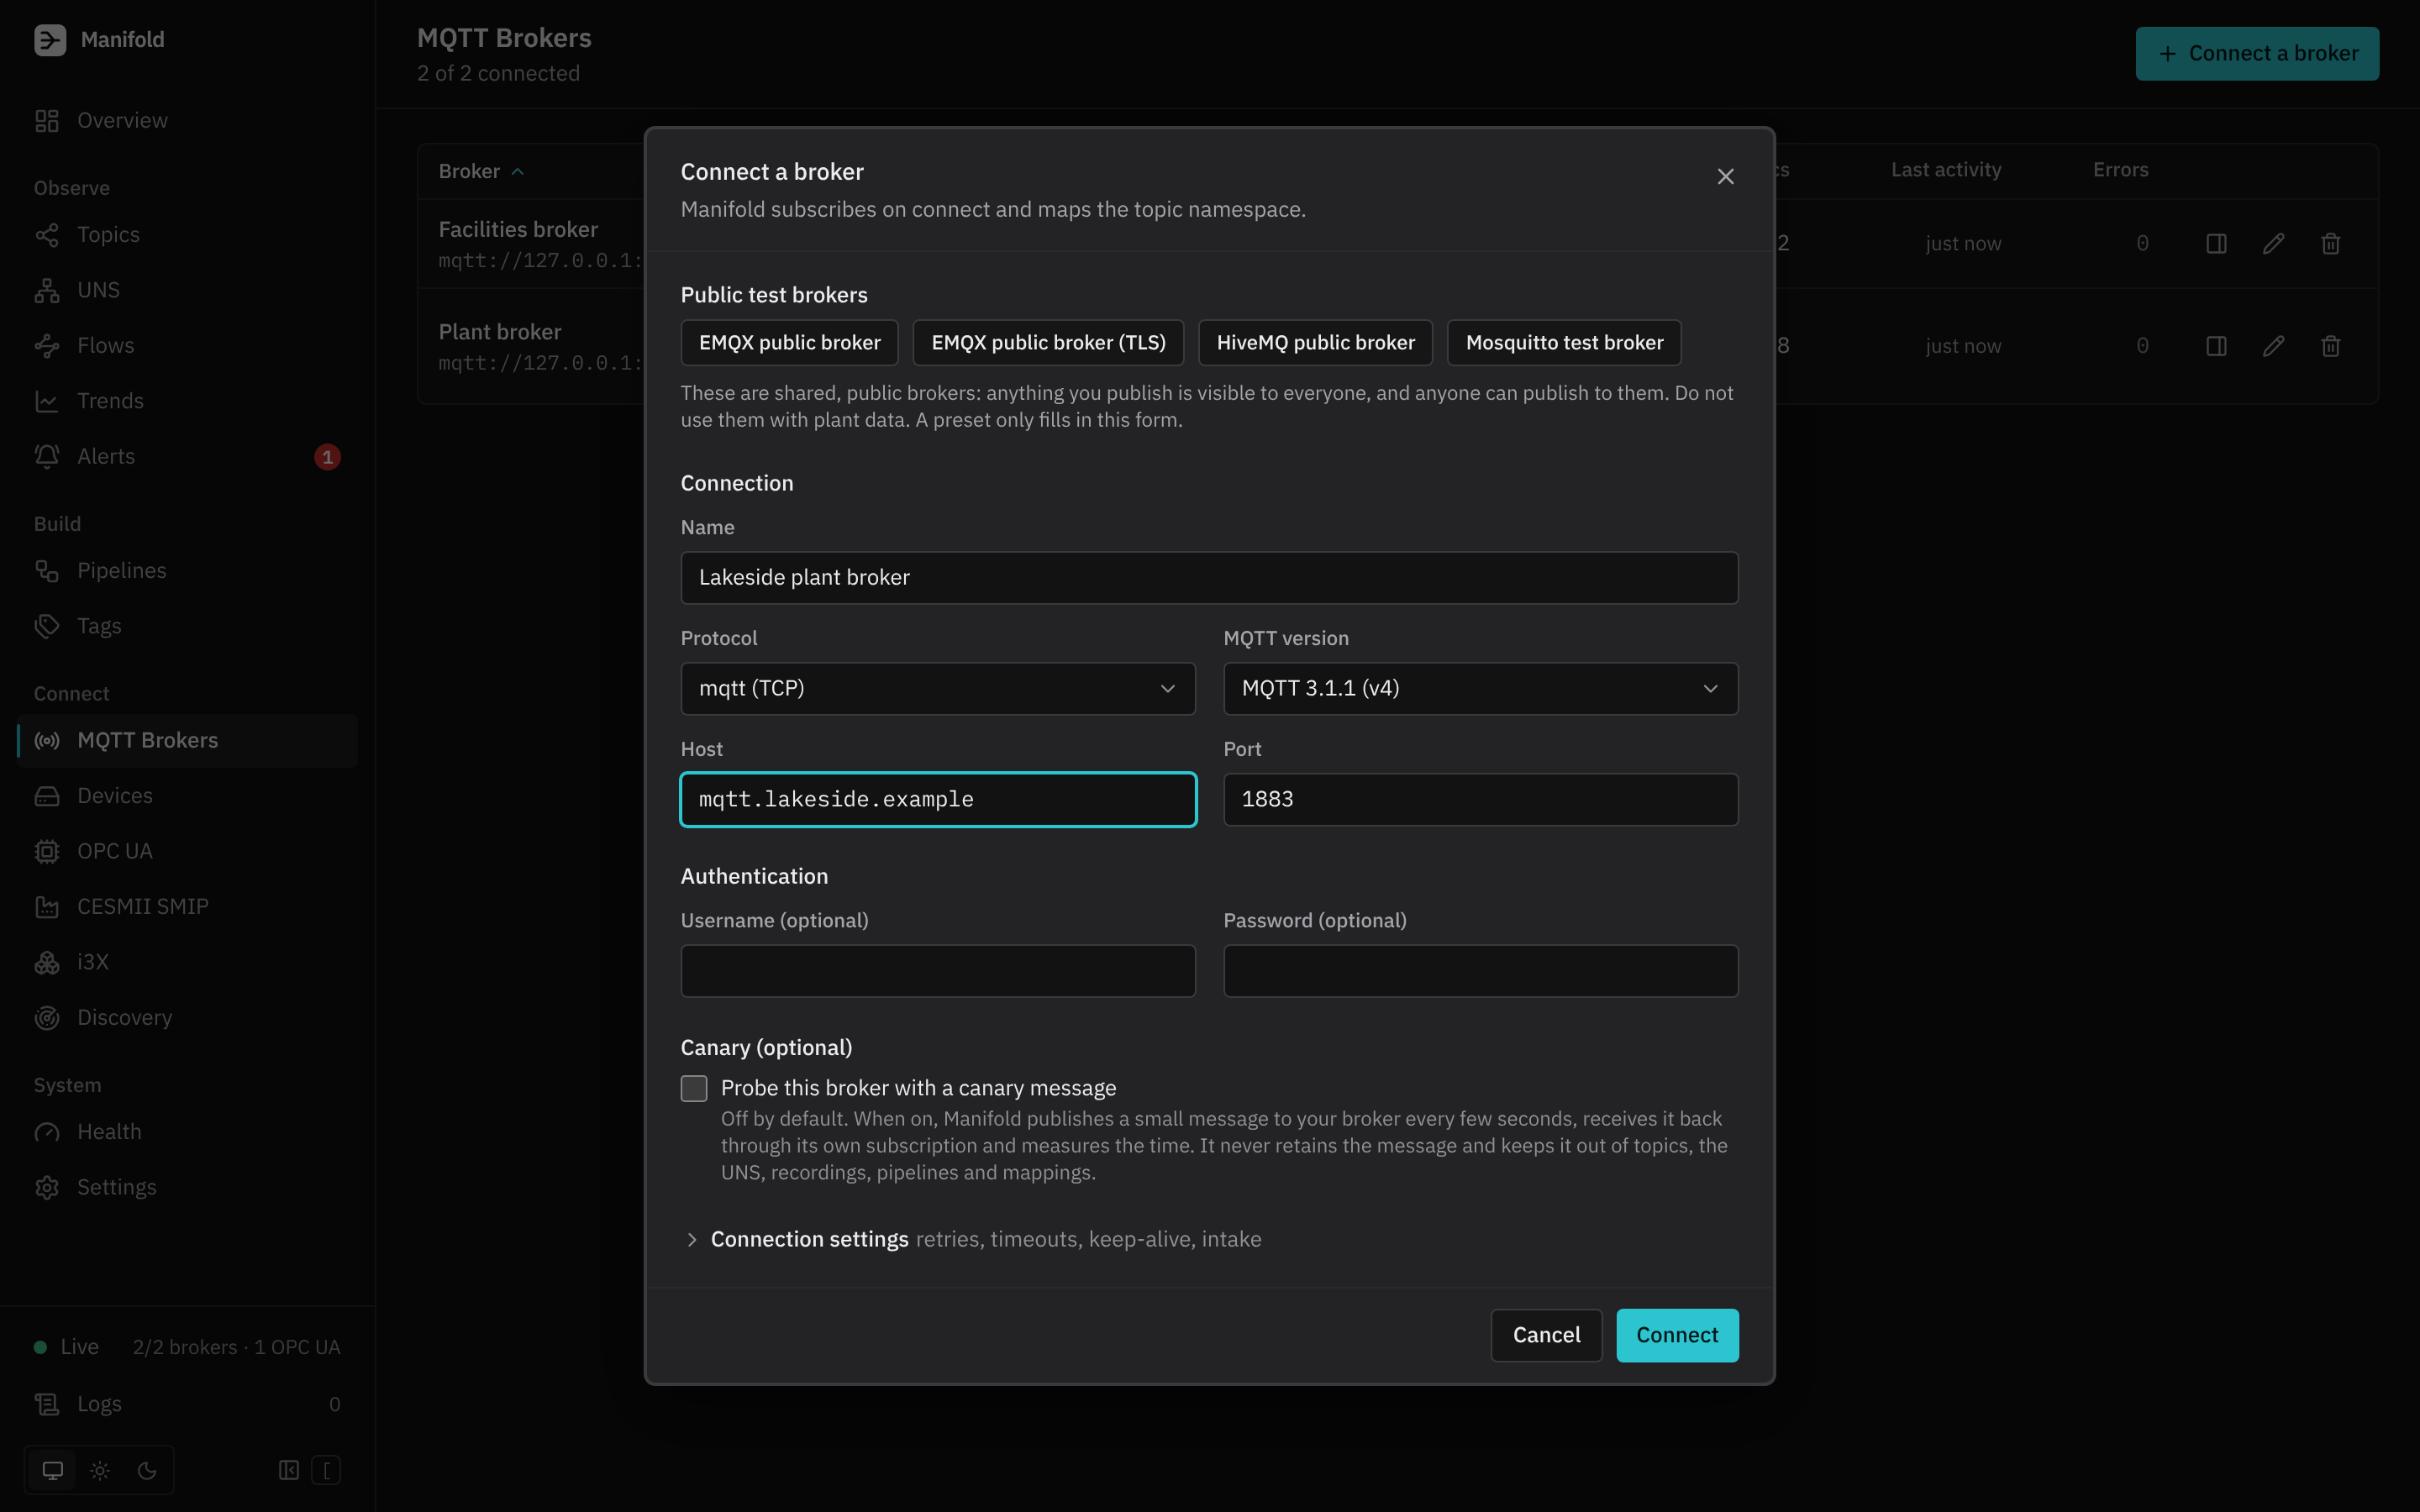 Manifold
Overview
Observe
Topics
UNS
Flows
Trends
Alerts 1
Build
Pipelines
Tags
Connect
MQTT Brokers
Devices
OPC UA
CESMII SMIP
i3X
Discovery
System
Health
Settings
Live 2/2 brokers · 1 OPC UA
Logs 0
[
MQTT Brokers
2 of 2 connected
+ Connect a broker
Broker Last activity Errors
Facilities broker
mqtt://127.0.0.1:
2 just now 0
Plant broker
mqtt://127.0.0.1:
8 just now 0
Connect a broker
Manifold subscribes on connect and maps the topic namespace.
Public test brokers
EMQX public broker EMQX public broker (TLS) HiveMQ public broker Mosquitto test broker
These are shared, public brokers: anything you publish is visible to everyone, and anyone can publish to them. Do not
use them with plant data. A preset only fills in this form.
Connection
Name
Lakeside plant broker
Protocol MQTT version
mqtt (TCP) MQTT 3.1.1 (v4)
Host Port
mqtt.lakeside.example 1883
Authentication
Username (optional) Password (optional)
Canary (optional)
Probe this broker with a canary message
Off by default. When on, Manifold publishes a small message to your broker every few seconds, receives it back
through its own subscription and measures the time. It never retains the message and keeps it out of topics, the
UNS, recordings, pipelines and mappings.
Connection settings retries, timeouts, keep-alive, intake
Cancel Connect